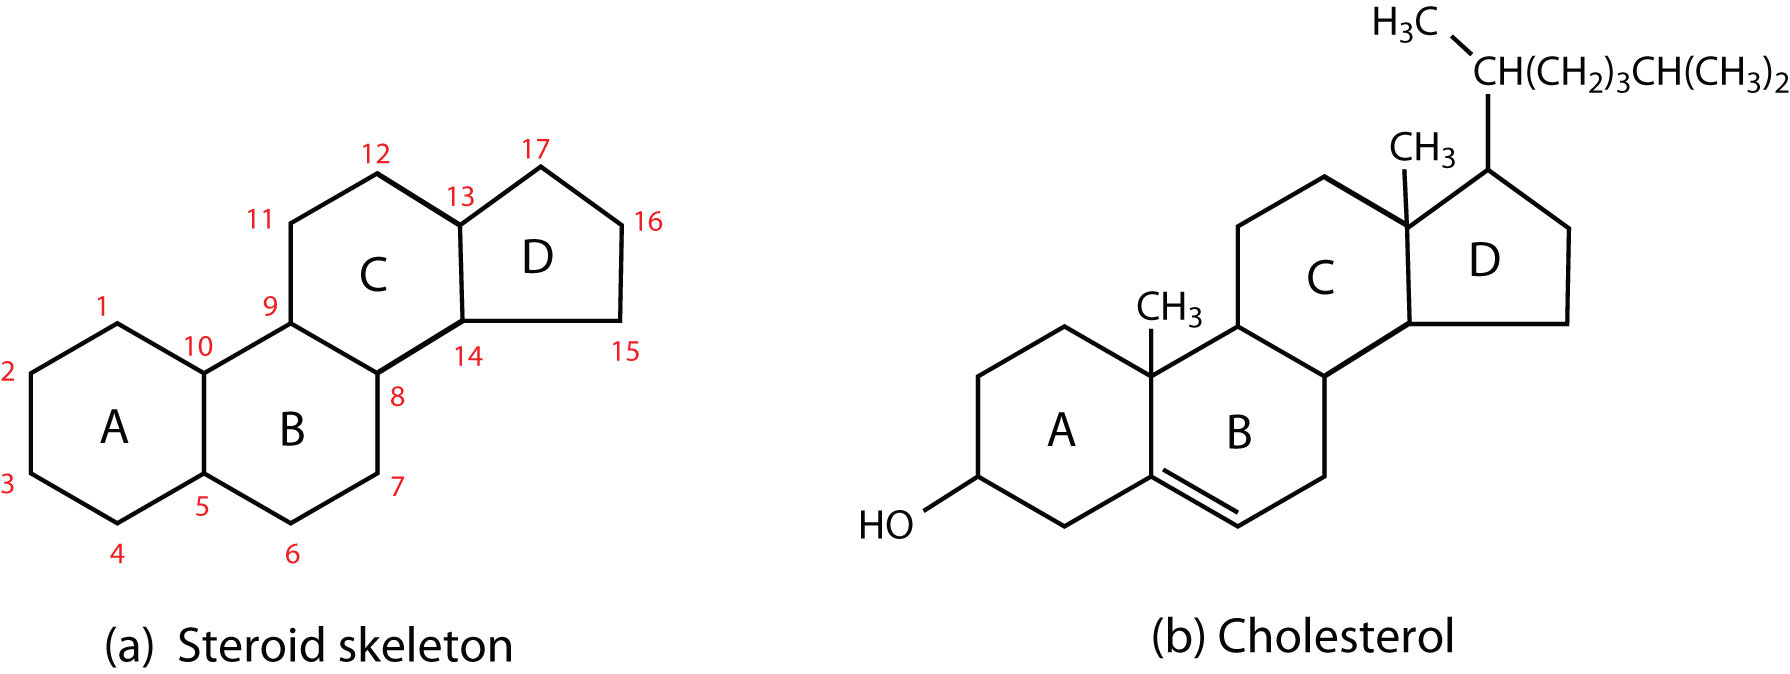 H₃C
CH(CH₂)₃CH(CH₃)₂
12
17
CH₃
13
11
16
C
D
C
D
1
9
CH₃
10
14
15
2
8
A
B
A
B
3
7
5
HO
4
6
(a) Steroid skeleton
(b) Cholesterol